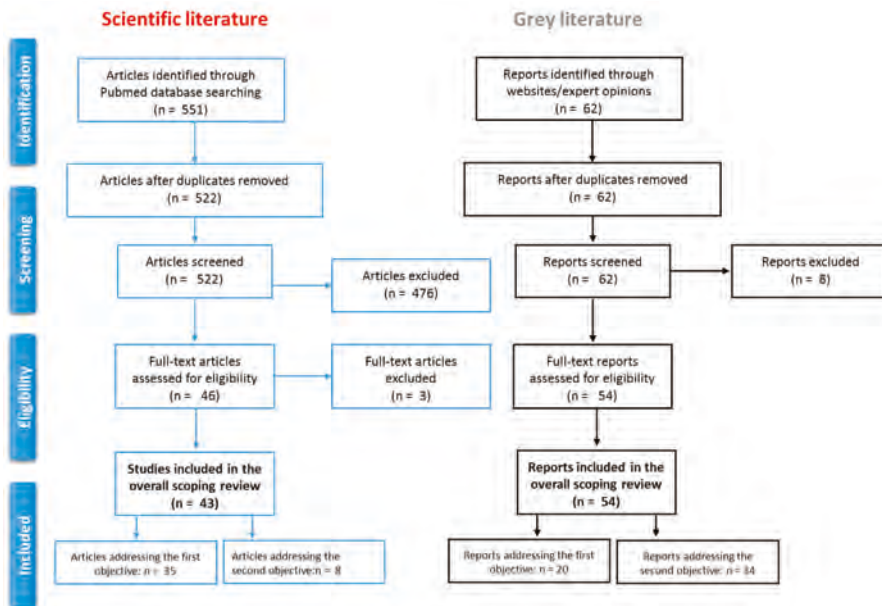 Scientific literature
Grey literature
Identification
Articles identified through
Pubmed database searching
(n = 551)
Reports identified through
websites/expert opinions
(n = 62)
Articles after duplicates removed
(n = 522)
Reports after duplicates removed
(n = 62)
Screening
Articles screened
(n = 522)
Articles excluded
(n = 476)
Reports screened
(n = 62)
Reports excluded
(n = 8)
Eligibility
Full-text articles
assessed for eligibility
(n = 46)
Full-text articles
excluded
(n = 3)
Full-text reports
assessed for eligibility
(n = 54)
Included
Studies included in the
overall scoping review
(n = 43)
Reports included in the
overall scoping review
(n = 54)
Articles addressing the first
objective: n = 35
Articles addressing the
second objective:n = 8
Reports addressing the first
objective: n = 20
Reports addressing the
second objective: n = 34